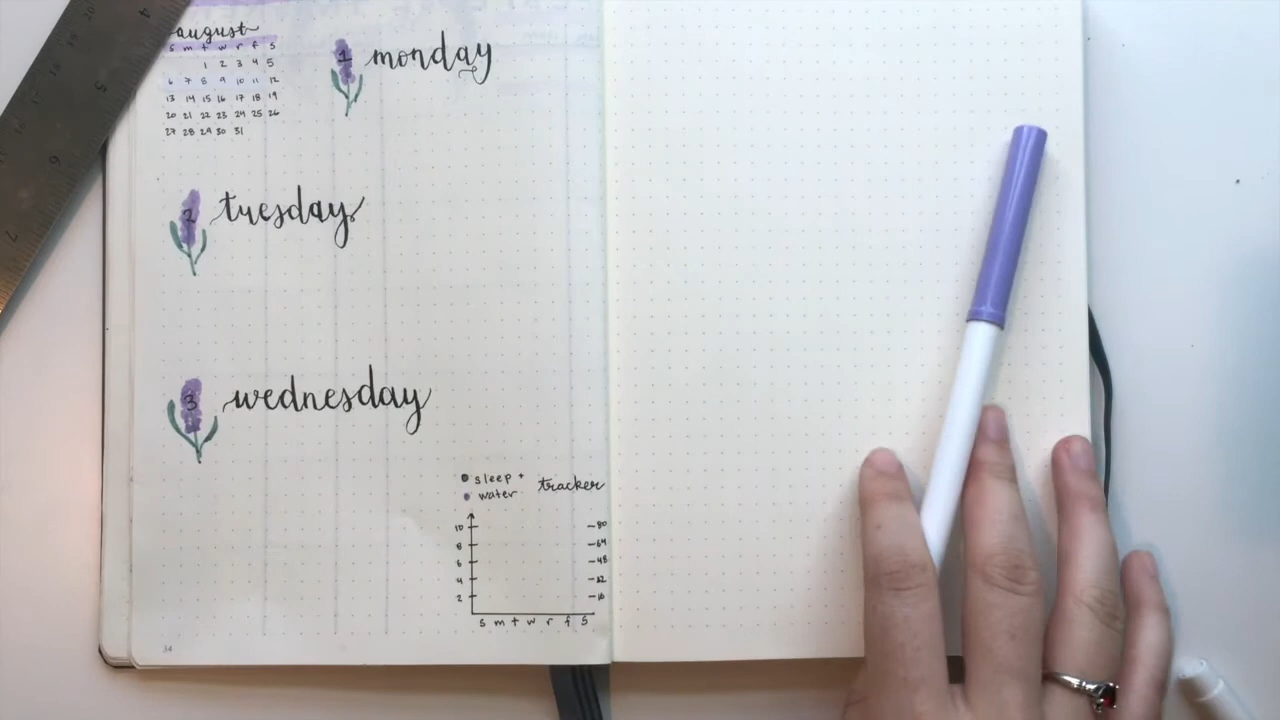 august
s m t w r f s
1 2 3 4 5
6 7 8 9 10 11 12
13 14 15 16 17 18 19
20 21 22 23 24 25 26
27 28 29 30 31
1 monday
2 tuesday
3 wednesday
sleep +
water tracker
10 80
8 64
6 48
4 32
2 16
s m t w r f s
34